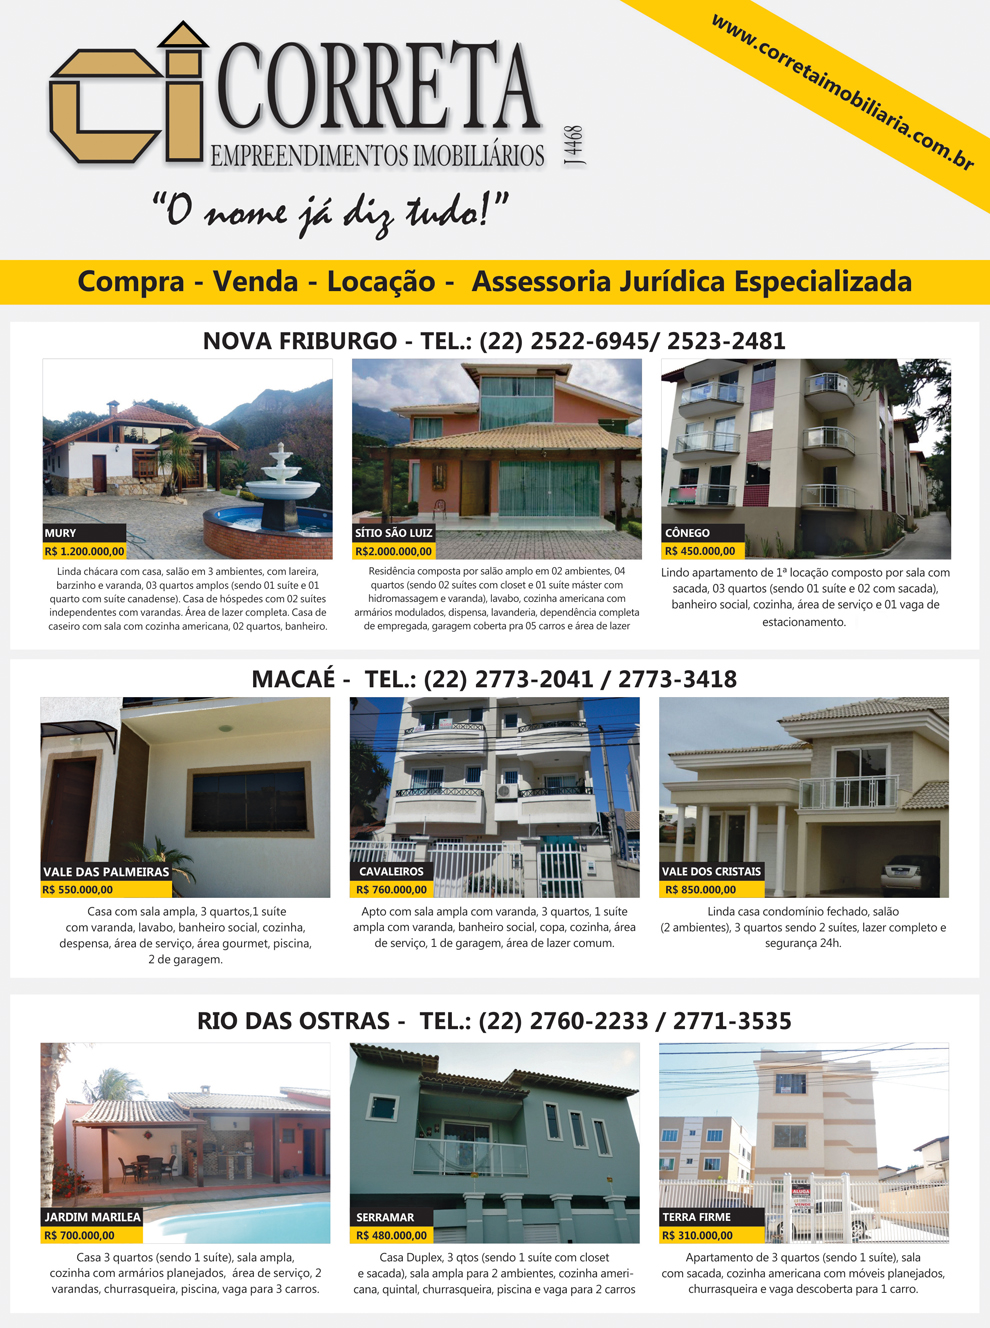 www.corretaimobiliaria.com.br
Ci CORRETA
EMPREENDIMENTOS IMOBILIÁRIOS
J 4468
“O nome já diz tudo!”
Compra - Venda - Locação - Assessoria Jurídica Especializada
NOVA FRIBURGO - TEL.: (22) 2522-6945/ 2523-2481
MURY
R$ 1.200.000,00
Linda chácara com casa, salão em 3 ambientes, com lareira,
barzinho e varanda, 03 quartos amplos (sendo 01 suíte e 01
quarto com suite canadense). Casa de hóspedes com 02 suítes
independentes com varandas. Área de lazer completa. Casa de
caseiro com sala com cozinha americana, 02 quartos, banheiro.
SÍTIO SÃO LUIZ
R$2.000.000,00
Residência composta por salão amplo em 02 ambientes, 04
quartos (sendo 02 suítes com closet e 01 suíte máster com
hidromassagem e varanda), lavabo, cozinha americana com
armários modulados, dispensa, lavanderia, dependência completa
de empregada, garagem coberta pra 05 carros e área de lazer
CÔNEGO
R$ 450.000,00
Lindo apartamento de 1ª locação composto por sala com
sacada, 03 quartos (sendo 01 suíte e 02 com sacada),
banheiro social, cozinha, área de serviço e 01 vaga de
estacionamento.
MACAÉ - TEL.: (22) 2773-2041 / 2773-3418
VALE DAS PALMEIRAS
R$ 550.000,00
Casa com sala ampla, 3 quartos,1 suíte
com varanda, lavabo, banheiro social, cozinha,
despensa, área de serviço, área gourmet, piscina,
2 de garagem.
CAVALEIROS
R$ 760.000,00
Apto com sala ampla com varanda, 3 quartos, 1 suíte
ampla com varanda, banheiro social, copa, cozinha, área
de serviço, 1 de garagem, área de lazer comum.
VALE DOS CRISTAIS
R$ 850.000,00
Linda casa condomínio fechado, salão
(2 ambientes), 3 quartos sendo 2 suítes, lazer completo e
segurança 24h.
RIO DAS OSTRAS - TEL.: (22) 2760-2233 / 2771-3535
JARDIM MARILEA
R$ 700.000,00
Casa 3 quartos (sendo 1 suíte), sala ampla,
cozinha com armários planejados, área de serviço, 2
varandas, churrasqueira, piscina, vaga para 3 carros.
SERRAMAR
R$ 480.000,00
Casa Duplex, 3 qtos (sendo 1 suíte com closet
e sacada), sala ampla para 2 ambientes, cozinha ameri-
cana, quintal, churrasqueira, piscina e vaga para 2 carros
ALUGA
TERRA FIRME
R$ 310.000,00
Apartamento de 3 quartos (sendo 1 suíte), sala
com sacada, cozinha americana com móveis planejados,
churrasqueira e vaga descoberta para 1 carro.